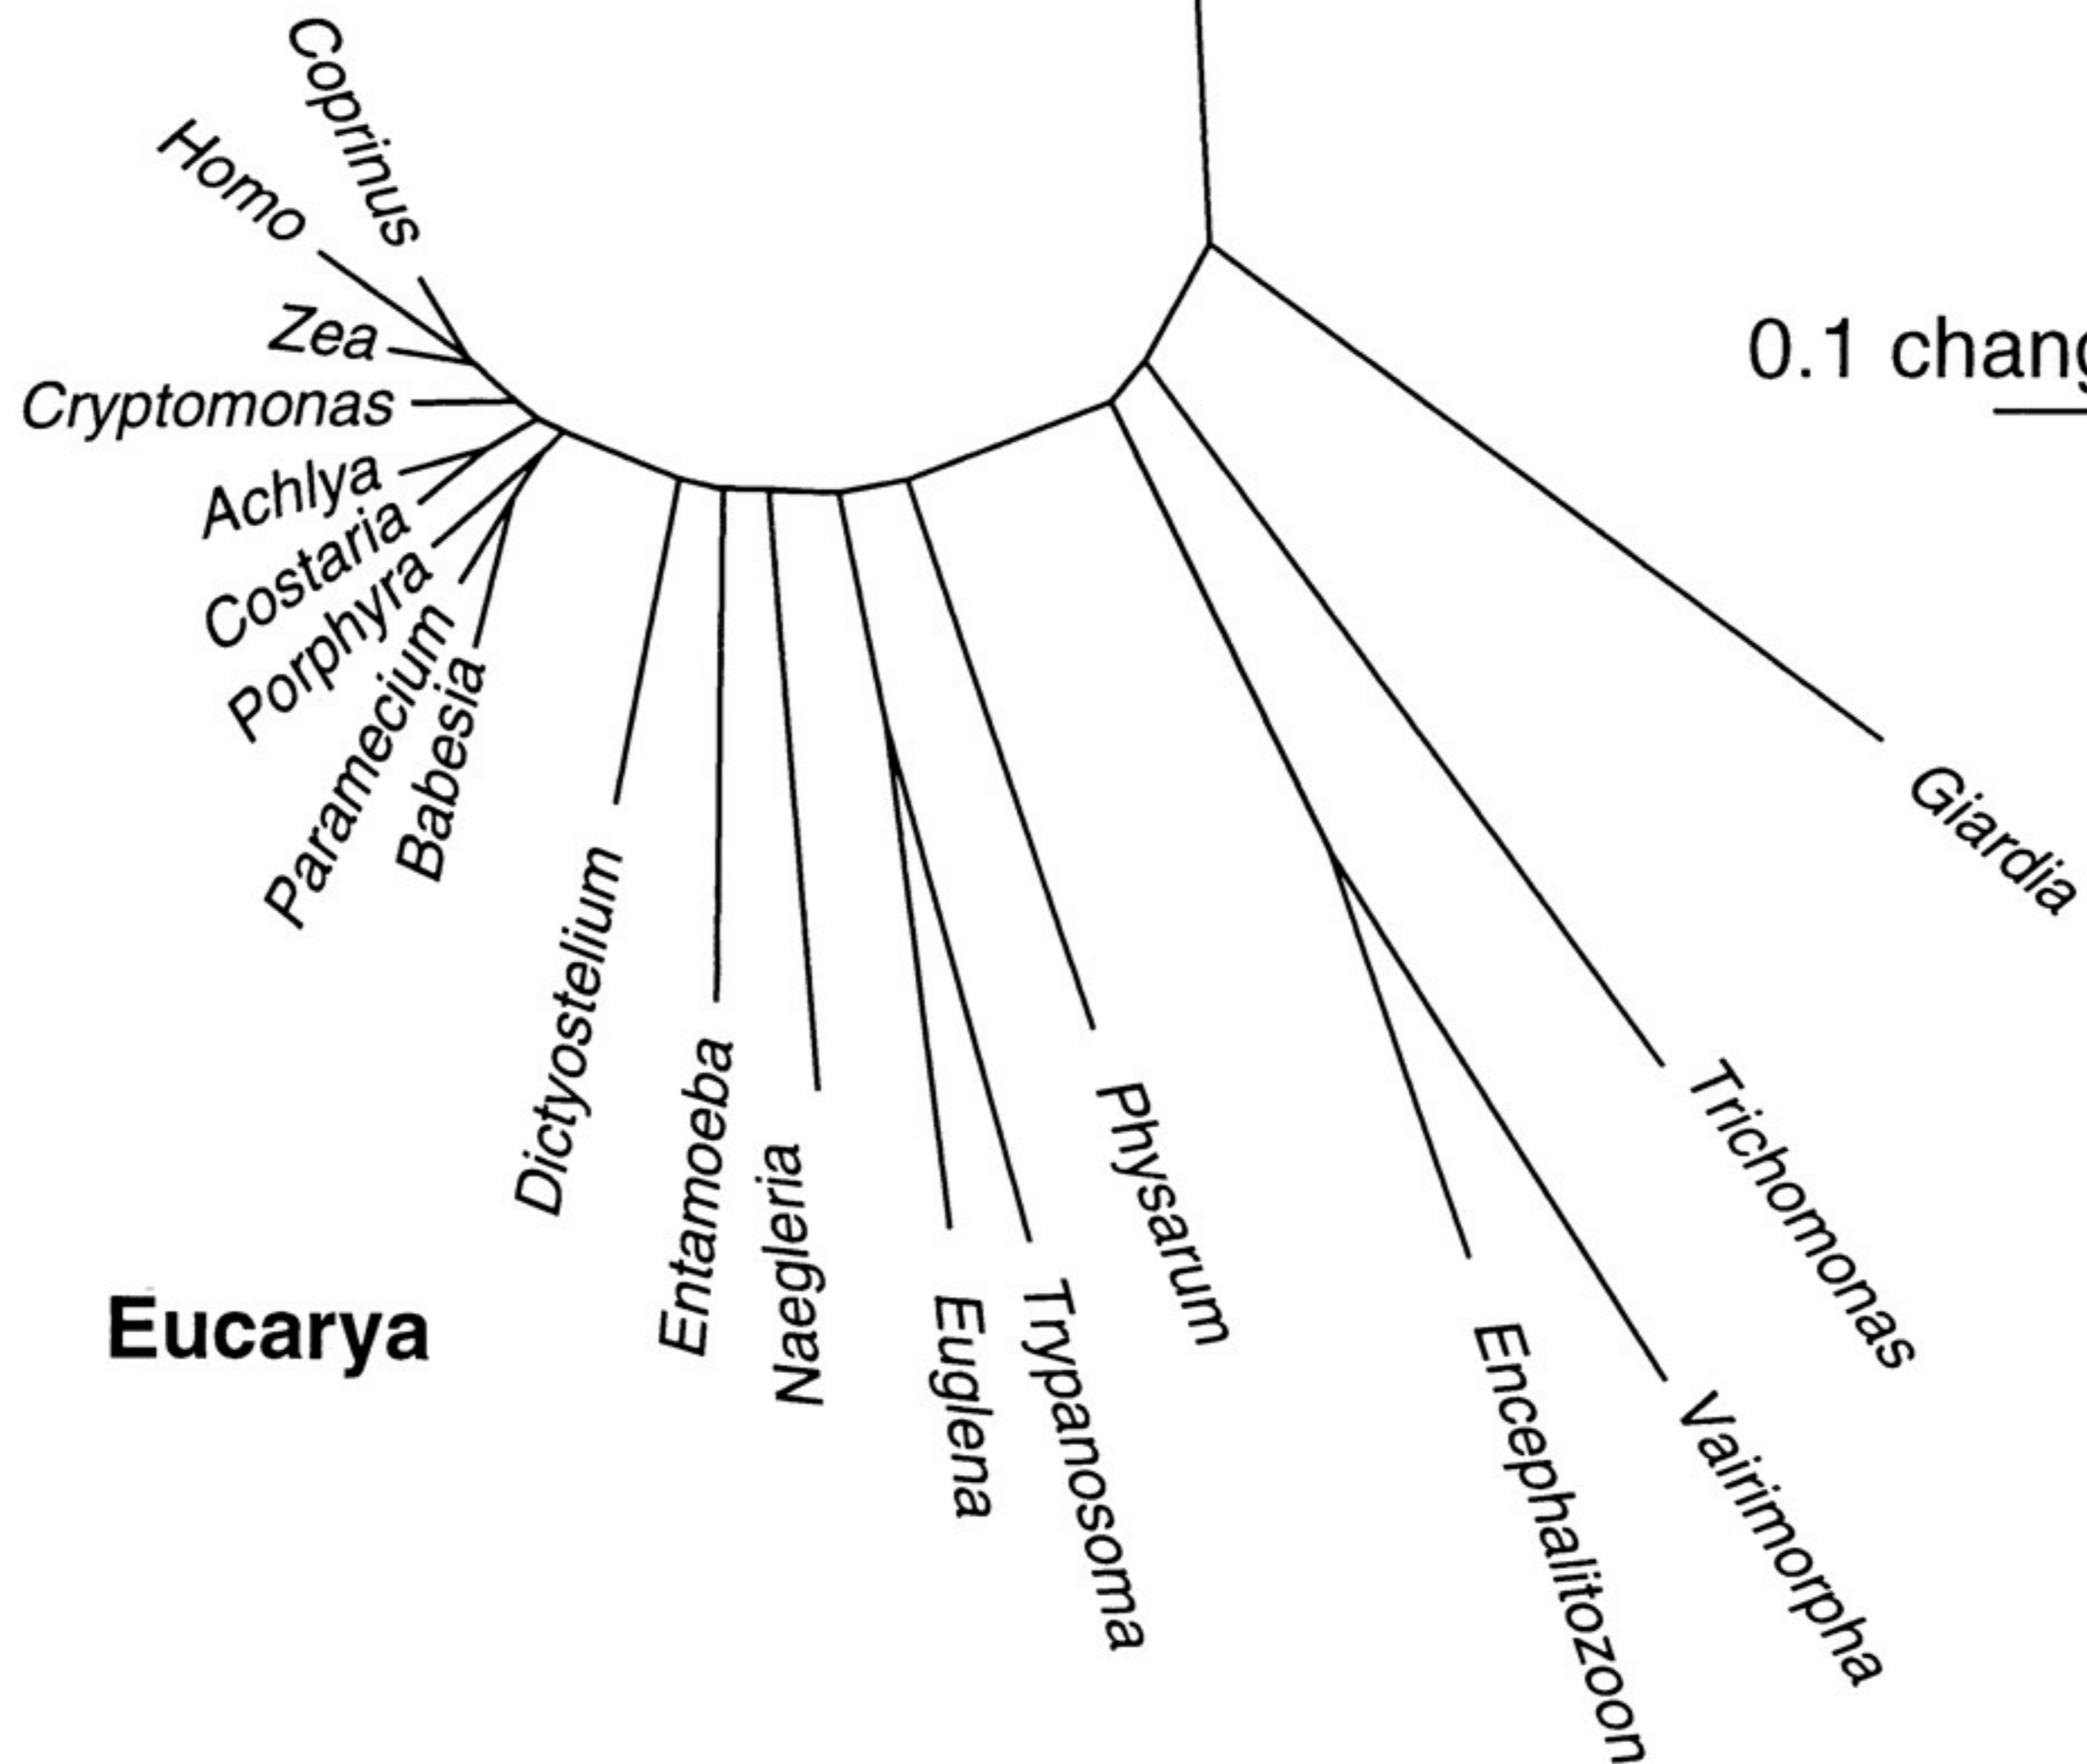 Coprinus
Homo
Zea
Cryptomonas
Achlya
Costaria
Porphyra
Paramecium
Babesia
Dictyostelium
Entamoeba
Naegleria
Euglena
Trypanosoma
Physarum
Encephalitozoon
Vairimorpha
Trichomonas
Giardia
0.1 chang
Eucarya